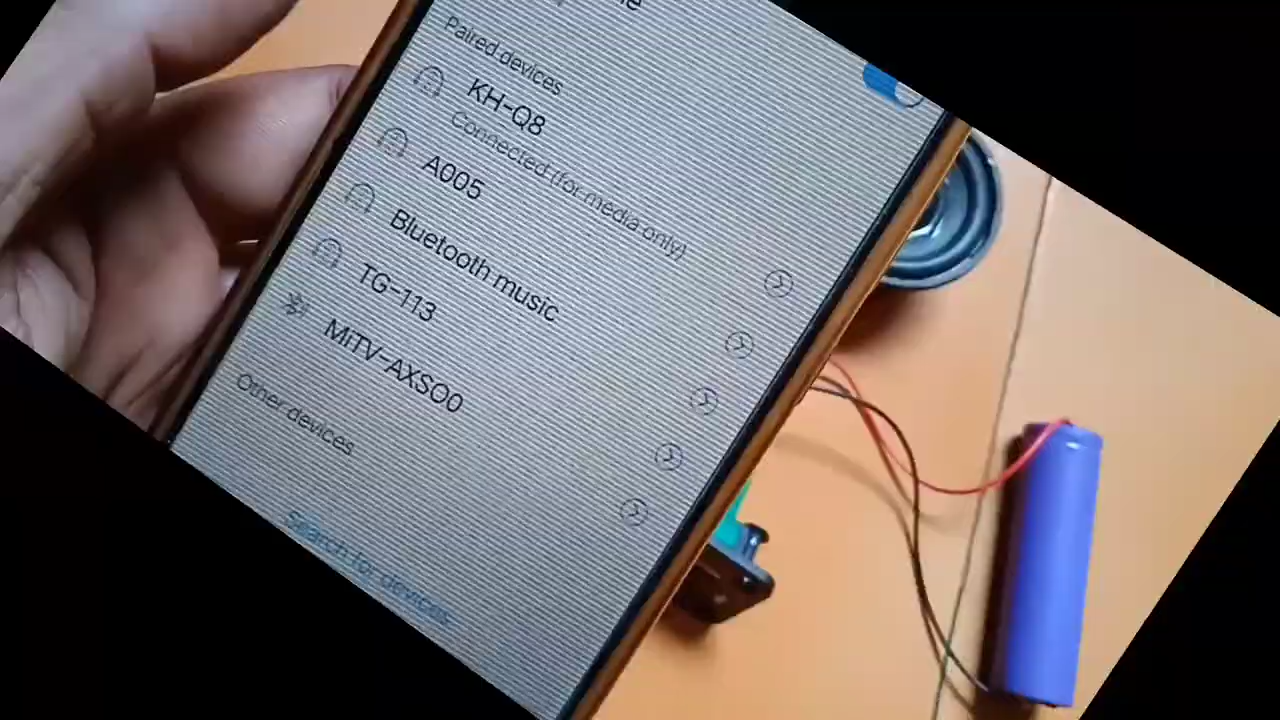 Paired devices
KH-Q8
Connected (for media only)
A005
Bluetooth music
TG-113
MiTV-AXSO0
Other devices
Search for devices